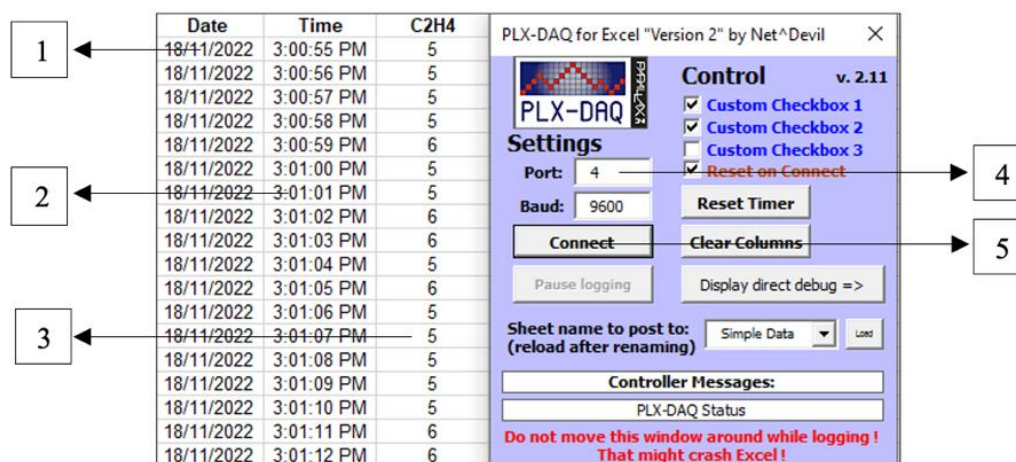 Date Time C2H4
18/11/2022 3:00:55 PM 5
18/11/2022 3:00:56 PM 5
18/11/2022 3:00:57 PM 5
18/11/2022 3:00:58 PM 5
18/11/2022 3:00:59 PM 6
18/11/2022 3:01:00 PM 5
18/11/2022 3:01:01 PM 5
18/11/2022 3:01:02 PM 6
18/11/2022 3:01:03 PM 6
18/11/2022 3:01:04 PM 5
18/11/2022 3:01:05 PM 6
18/11/2022 3:01:06 PM 5
18/11/2022 3:01:07 PM 5
18/11/2022 3:01:08 PM 5
18/11/2022 3:01:09 PM 5
18/11/2022 3:01:10 PM 5
18/11/2022 3:01:11 PM 6
18/11/2022 3:01:12 PM 6
1
2
3
PLX-DAQ for Excel "Version 2" by Net^Devil
PLX-DAQ
PARALLAX
Control v. 2.11
Custom Checkbox 1
Custom Checkbox 2
Custom Checkbox 3
Reset on Connect
Settings
Port: 4
Baud: 9600
Reset Timer
Connect
Clear Columns
Pause logging
Display direct debug =>
Sheet name to post to:
(reload after renaming)
Simple Data
Load
Controller Messages:
PLX-DAQ Status
Do not move this window around while logging !
That might crash Excel !
4
5